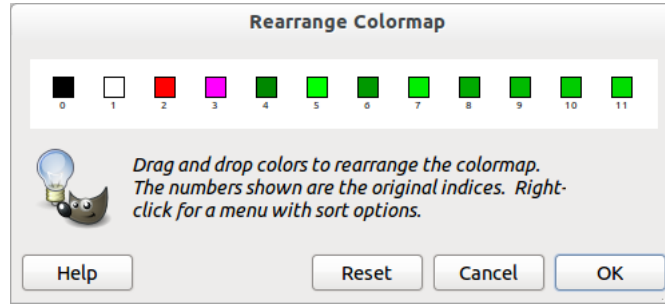 Rearrange Colormap
0 1 2 3 4 5 6 7 8 9 10 11
Drag and drop colors to rearrange the colormap.
The numbers shown are the original indices. Right-
click for a menu with sort options.
Help Reset Cancel OK